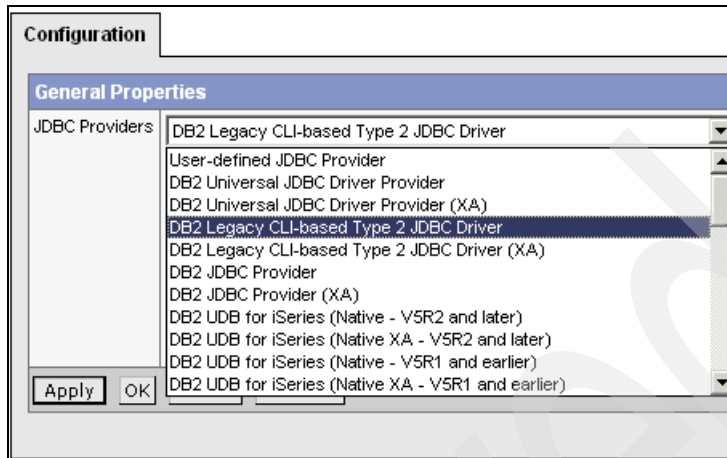 Configuration
General Properties
JDBC Providers
DB2 Legacy CLI-based Type 2 JDBC Driver
User-defined JDBC Provider
DB2 Universal JDBC Driver Provider
DB2 Universal JDBC Driver Provider (XA)
DB2 Legacy CLI-based Type 2 JDBC Driver
DB2 Legacy CLI-based Type 2 JDBC Driver (XA)
DB2 JDBC Provider
DB2 JDBC Provider (XA)
DB2 UDB for iSeries (Native - V5R2 and later)
DB2 UDB for iSeries (Native XA - V5R2 and later)
DB2 UDB for iSeries (Native - V5R1 and earlier)
DB2 UDB for iSeries (Native XA - V5R1 and earlier)
Apply OK